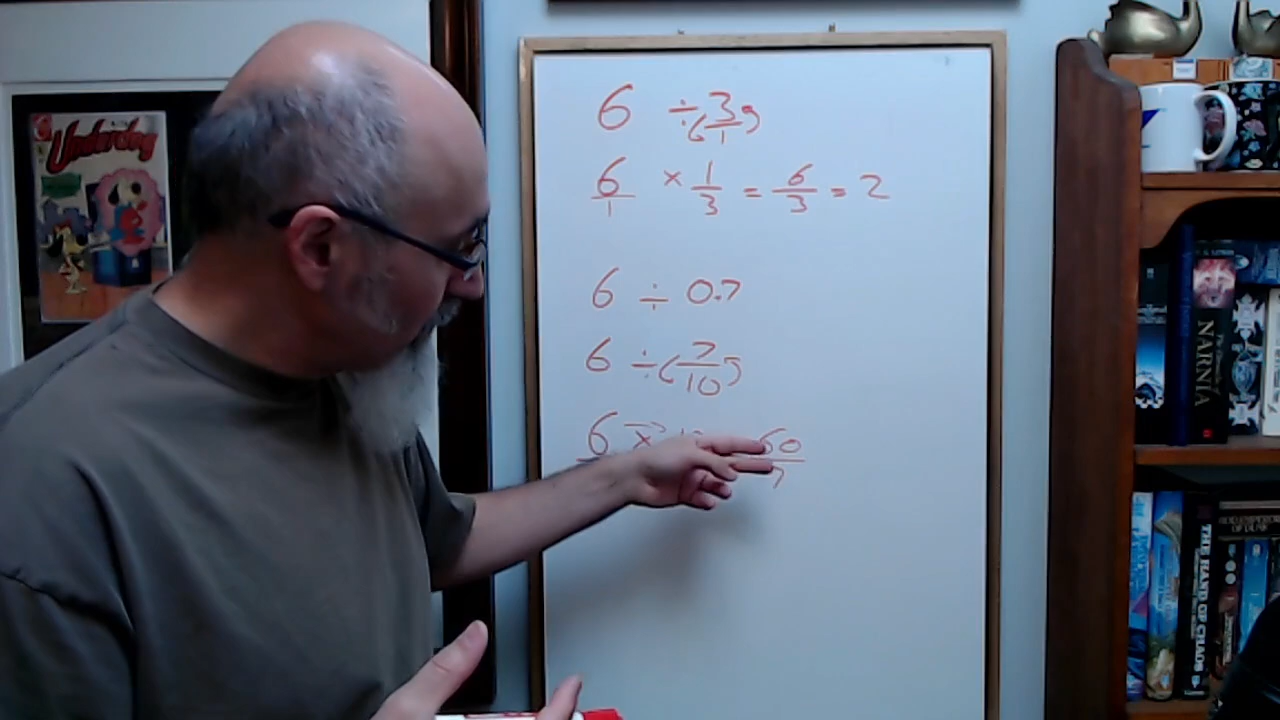 Underdog
6 ÷ (3/1)
6/1 × 1/3 = 6/3 = 2
6 ÷ 0.7
6 ÷ (7/10)
6 × 60/7
NARNIA
THE HAND OF CHAOS